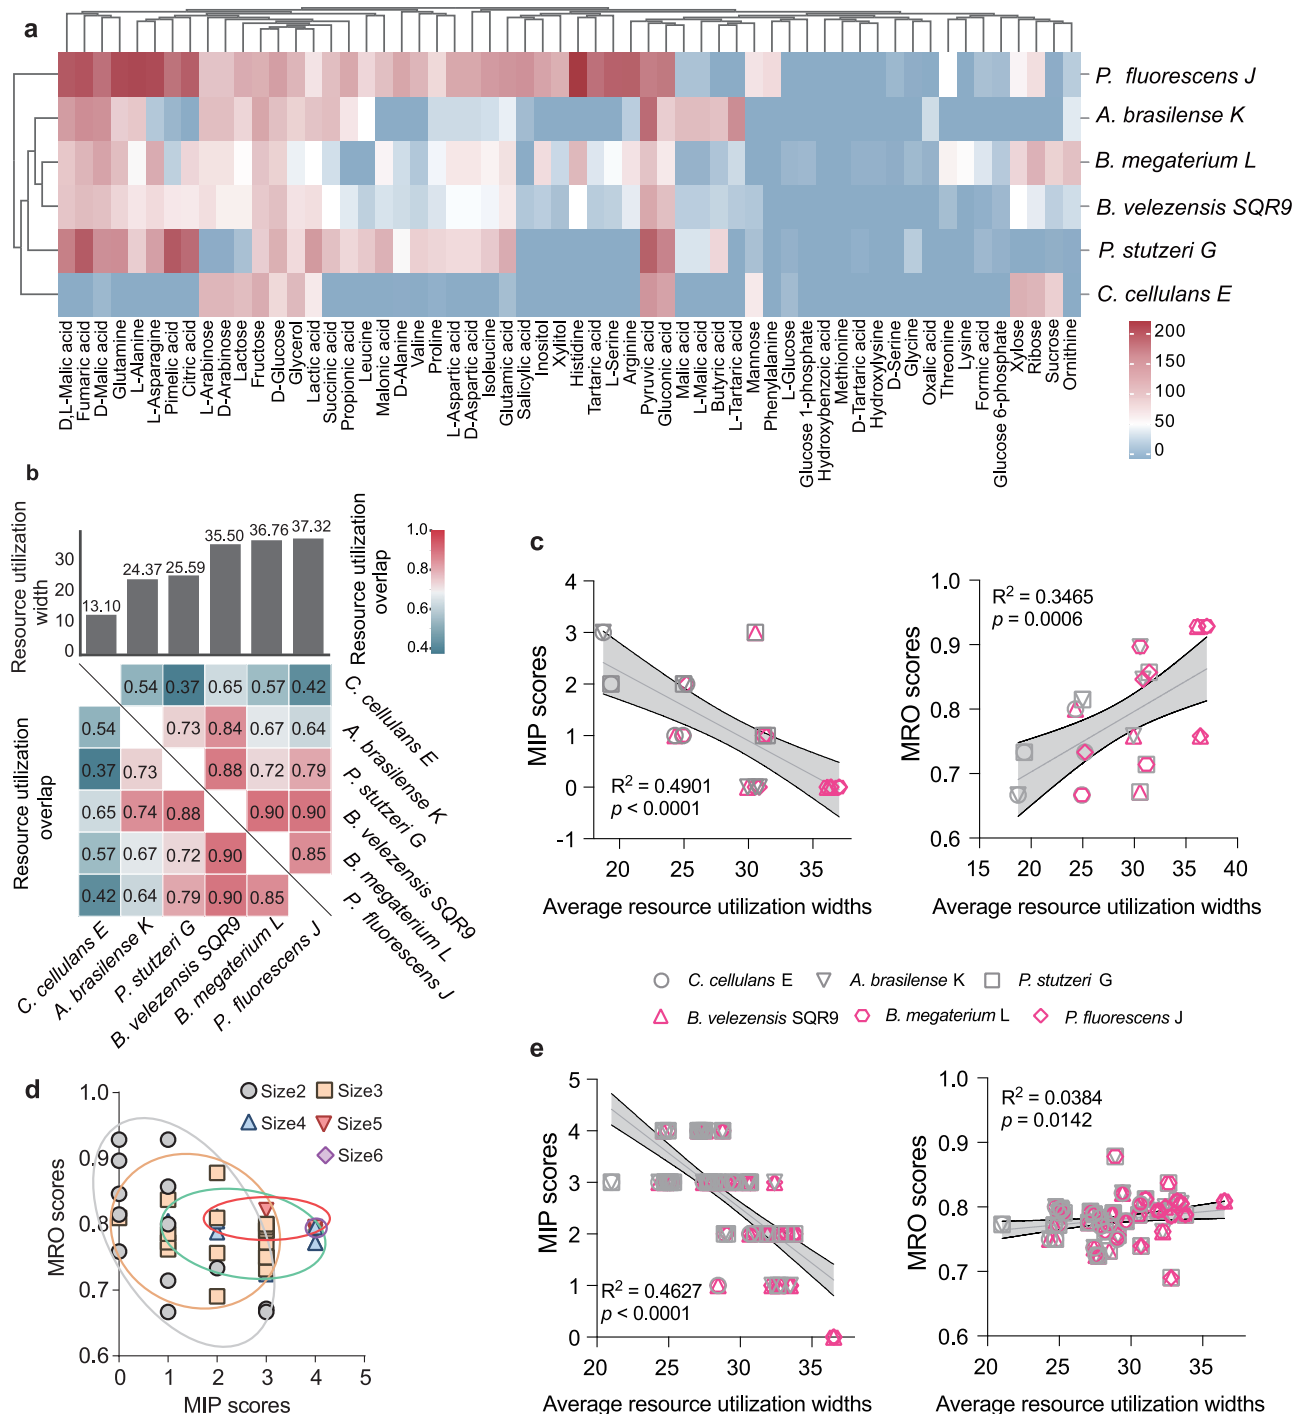 a
P. fluorescens J
A. brasilense K
B. megaterium L
B. velezensis SQR9
P. stutzeri G
C. cellulans E
D,L-Malic acid
Fumaric acid
D-Malic acid
Glutamine
L-Alanine
L-Asparagine
Pimelic acid
Citric acid
L-Arabinose
D-Arabinose
Lactose
Fructose
D-Glucose
Glycerol
Lactic acid
Succinic acid
Propionic acid
Leucine
Malonic acid
D-Alanine
Valine
Proline
L-Aspartic acid
D-Aspartic acid
Isoleucine
Glutamic acid
Salicylic acid
Inositol
Xylitol
Histidine
Tartaric acid
L-Serine
Arginine
Pyruvic acid
Gluconic acid
Malic acid
L-Malic acid
Butyric acid
L-Tartaric acid
Mannose
Phenylalanine
L-Glucose
Glucose 1-phosphate
Hydroxybenzoic acid
Methionine
D-Tartaric acid
Hydroxylysine
D-Serine
Glycine
Oxalic acid
Threonine
Lysine
Formic acid
Glucose 6-phosphate
Xylose
Ribose
Sucrose
Ornithine
200
150
100
50
0
b
Resource utilization
width
30
20
10
0
13.10
24.37
25.59
35.50
36.76
37.32
Resource utilization
overlap
1.0
0.8
0.6
0.4
Resource utilization
overlap
0.54 0.37 0.65 0.57 0.42
0.54 0.73 0.84 0.67 0.64
0.37 0.73 0.88 0.72 0.79
0.65 0.74 0.88 0.90 0.90
0.57 0.67 0.72 0.90 0.85
0.42 0.64 0.79 0.90 0.85
C. cellulans E
A. brasilense K
P. stutzeri G
B. velezensis SQR9
B. megaterium L
P. fluorescens J
C. cellulans E
A. brasilense K
P. stutzeri G
B. velezensis SQR9
B. megaterium L
P. fluorescens J
c
MIP scores
4
3
2
1
0
-1
R² = 0.4901
p < 0.0001
20 25 30 35
Average resource utilization widths
MRO scores
1.0
0.9
0.8
0.7
0.6
R² = 0.3465
p = 0.0006
15 20 25 30 35 40
Average resource utilization widths
C. cellulans E A. brasilense K P. stutzeri G
B. velezensis SQR9 B. megaterium L P. fluorescens J
d
MRO scores
1.0
0.9
0.8
0.7
0.6
Size2 Size3
Size4 Size5
Size6
0 1 2 3 4 5
MIP scores
e
MIP scores
5
4
3
2
1
0
R² = 0.4627
p < 0.0001
20 25 30 35
Average resource utilization widths
MRO scores
1.0
0.9
0.8
0.7
0.6
R² = 0.0384
p = 0.0142
20 25 30 35
Average resource utilization widths